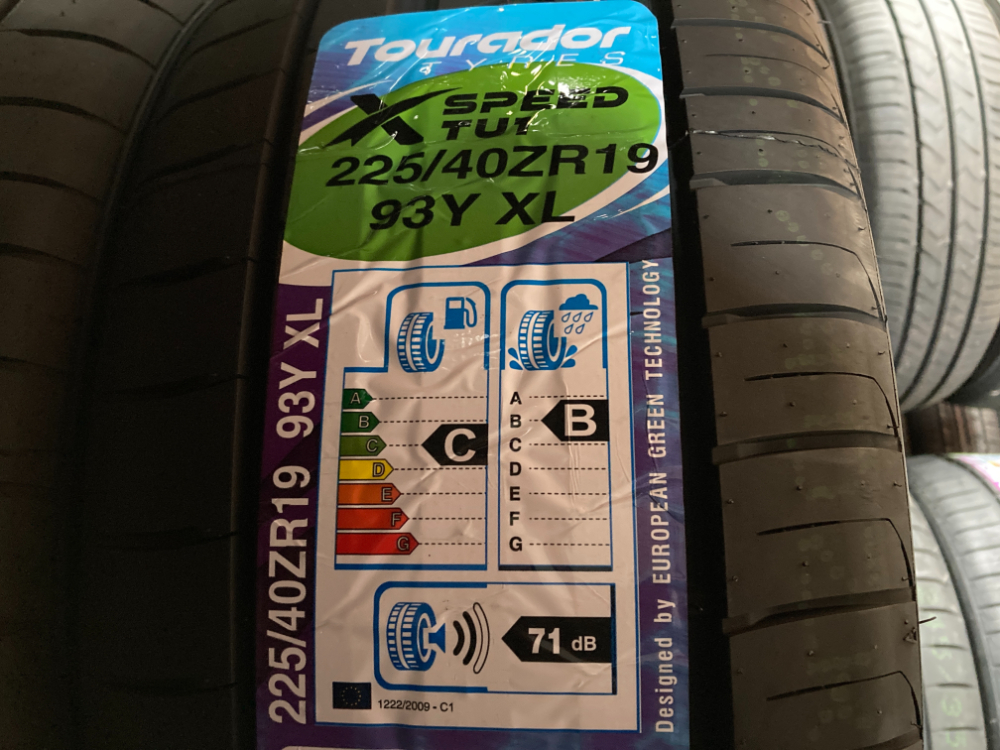 Tourador
TYRES
X SPEED
TU1
225/40ZR19
93Y XL
225/40ZR19 93Y XL
A
B
C
D
E
F
G
C
A
B
C
D
E
F
G
B
71 dB
1222/2009 - C1
Designed by EUROPEAN GREEN TECHNOLOGY